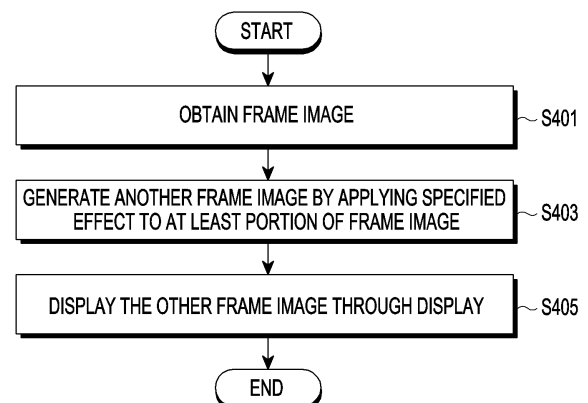 START
OBTAIN FRAME IMAGE
S401
GENERATE ANOTHER FRAME IMAGE BY APPLYING SPECIFIED
EFFECT TO AT LEAST PORTION OF FRAME IMAGE
S403
DISPLAY THE OTHER FRAME IMAGE THROUGH DISPLAY
S405
END